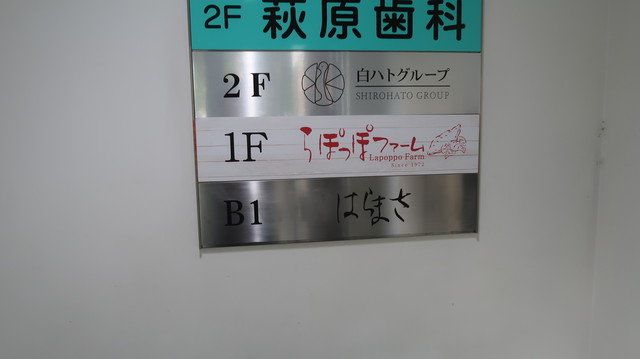 2F 萩原歯科
2F 白ハトグループ
SHIROHATO GROUP
1F らぽっぽファーム
Lapoppo Farm
B1 はらまさ